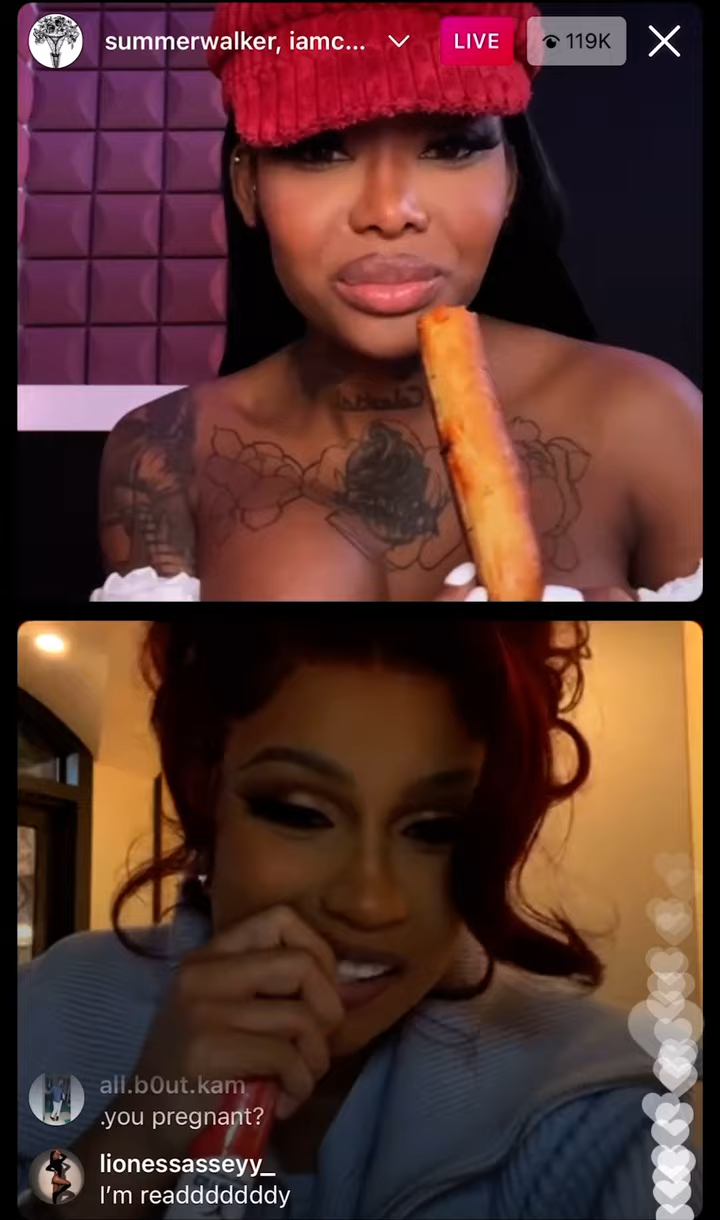 summerwalker, iamc... LIVE 119K
all.b0ut.kam
.you pregnant?
lionessasseyy_
I'm readddddddy